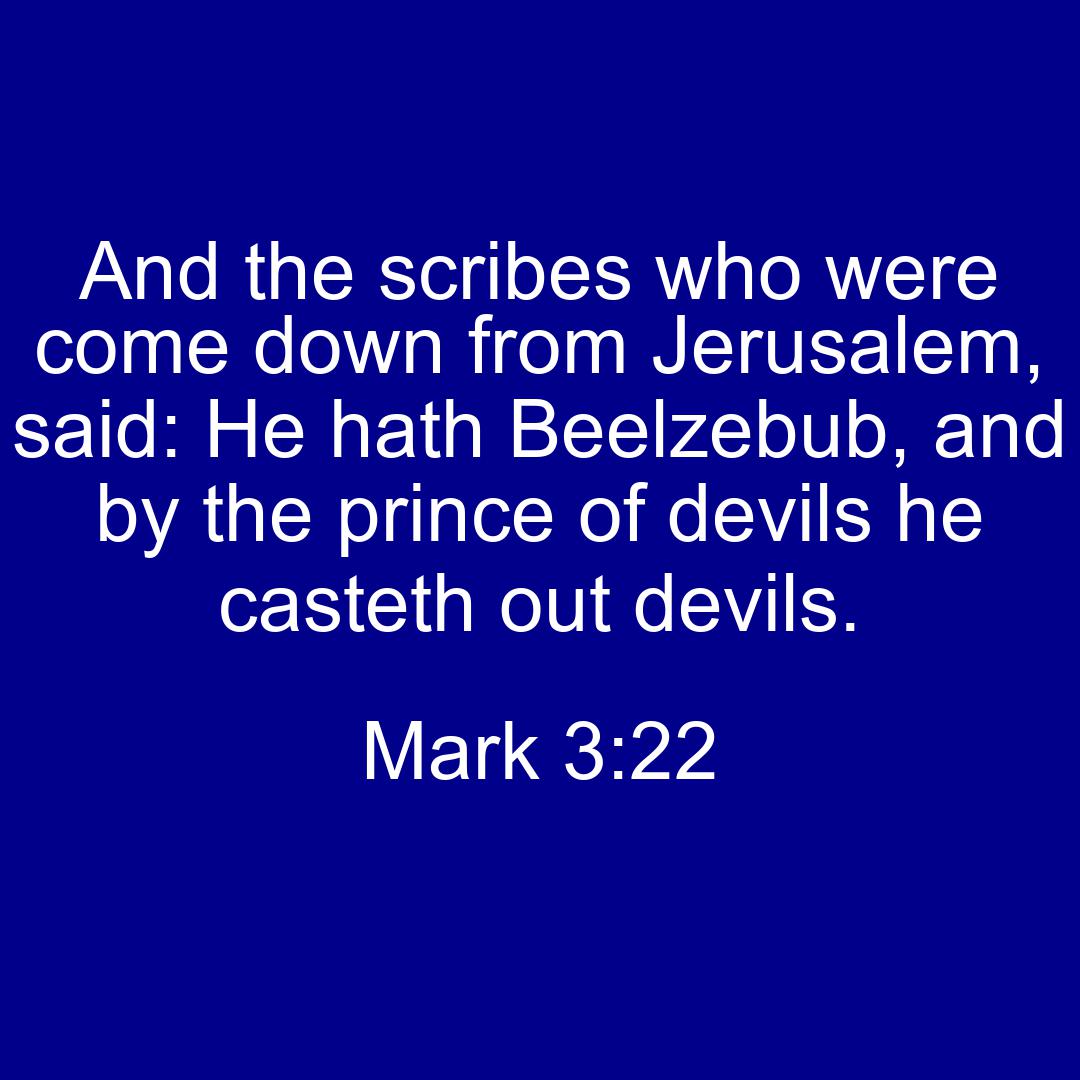 And the scribes who were
come down from Jerusalem,
said: He hath Beelzebub, and
by the prince of devils he
casteth out devils.
Mark 3:22